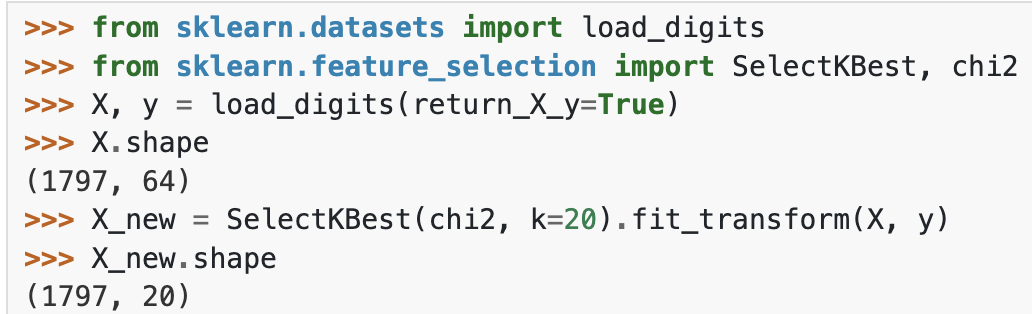 >>> from sklearn.datasets import load_digits
>>> from sklearn.feature_selection import SelectKBest, chi2
>>> X, y = load_digits(return_X_y=True)
>>> X.shape
(1797, 64)
>>> X_new = SelectKBest(chi2, k=20).fit_transform(X, y)
>>> X_new.shape
(1797, 20)